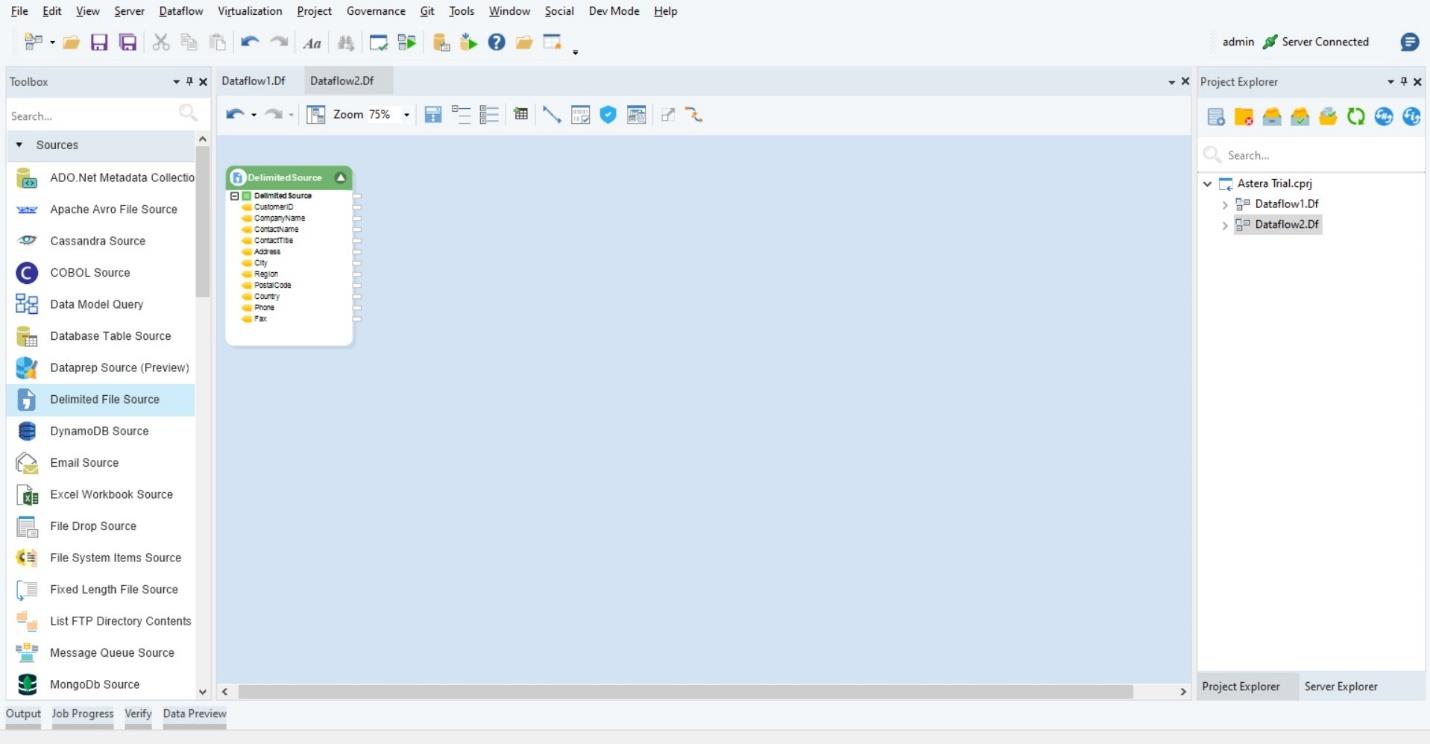 File Edit View Server Dataflow Virtualization Project Governance Git Tools Window Social Dev Mode Help
Aa
admin Server Connected
Toolbox
Dataflow1.Df Dataflow2.Df
Project Explorer
Search...
Zoom 75%
Search...
Sources
ADO.Net Metadata Collectio
Apache Avro File Source
Cassandra Source
COBOL Source
Data Model Query
Database Table Source
Dataprep Source (Preview)
Delimited File Source
DynamoDB Source
Email Source
Excel Workbook Source
File Drop Source
File System Items Source
Fixed Length File Source
List FTP Directory Contents
Message Queue Source
MongoDb Source
DelimitedSource
DelimitedSource
CustomerID
CompanyName
ContactName
ContactTitle
Address
City
Region
PostalCode
Country
Phone
Fax
Astera Trial.cprj
Dataflow1.Df
Dataflow2.Df
Project Explorer Server Explorer
Output Job Progress Verify Data Preview